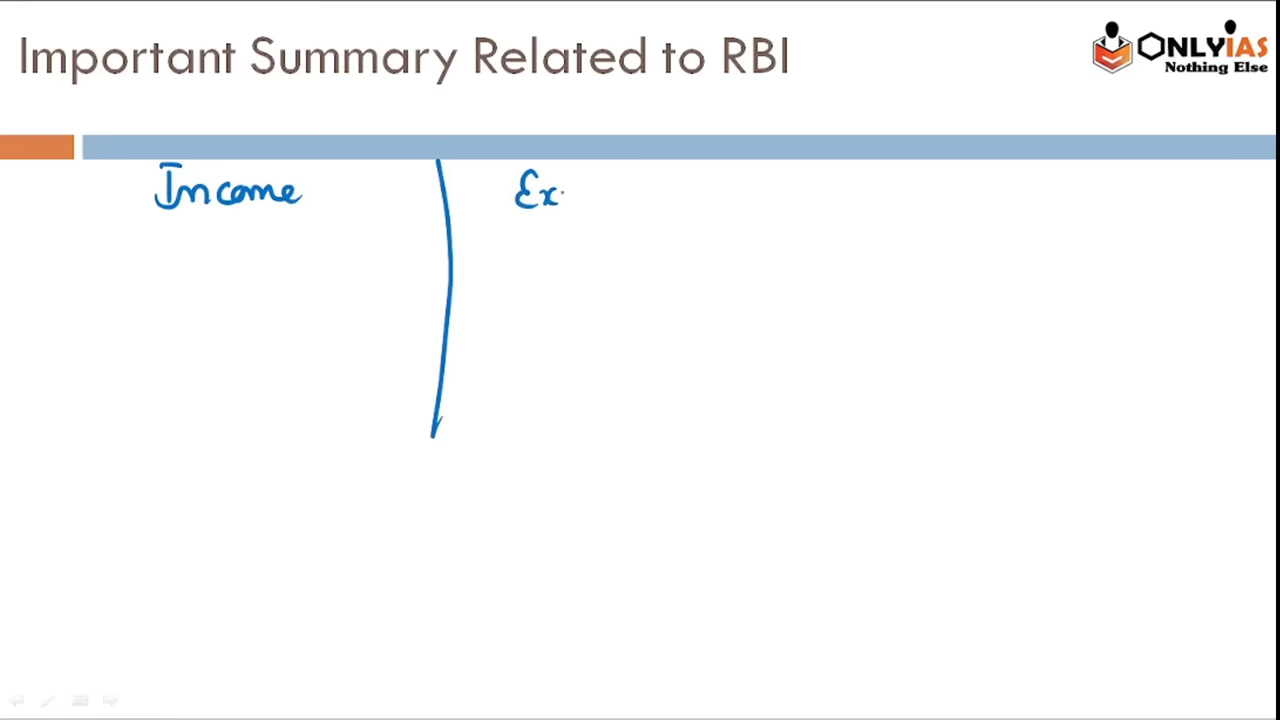 Important Summary Related to RBI
ONLYIAS
Nothing Else
Income
Ex